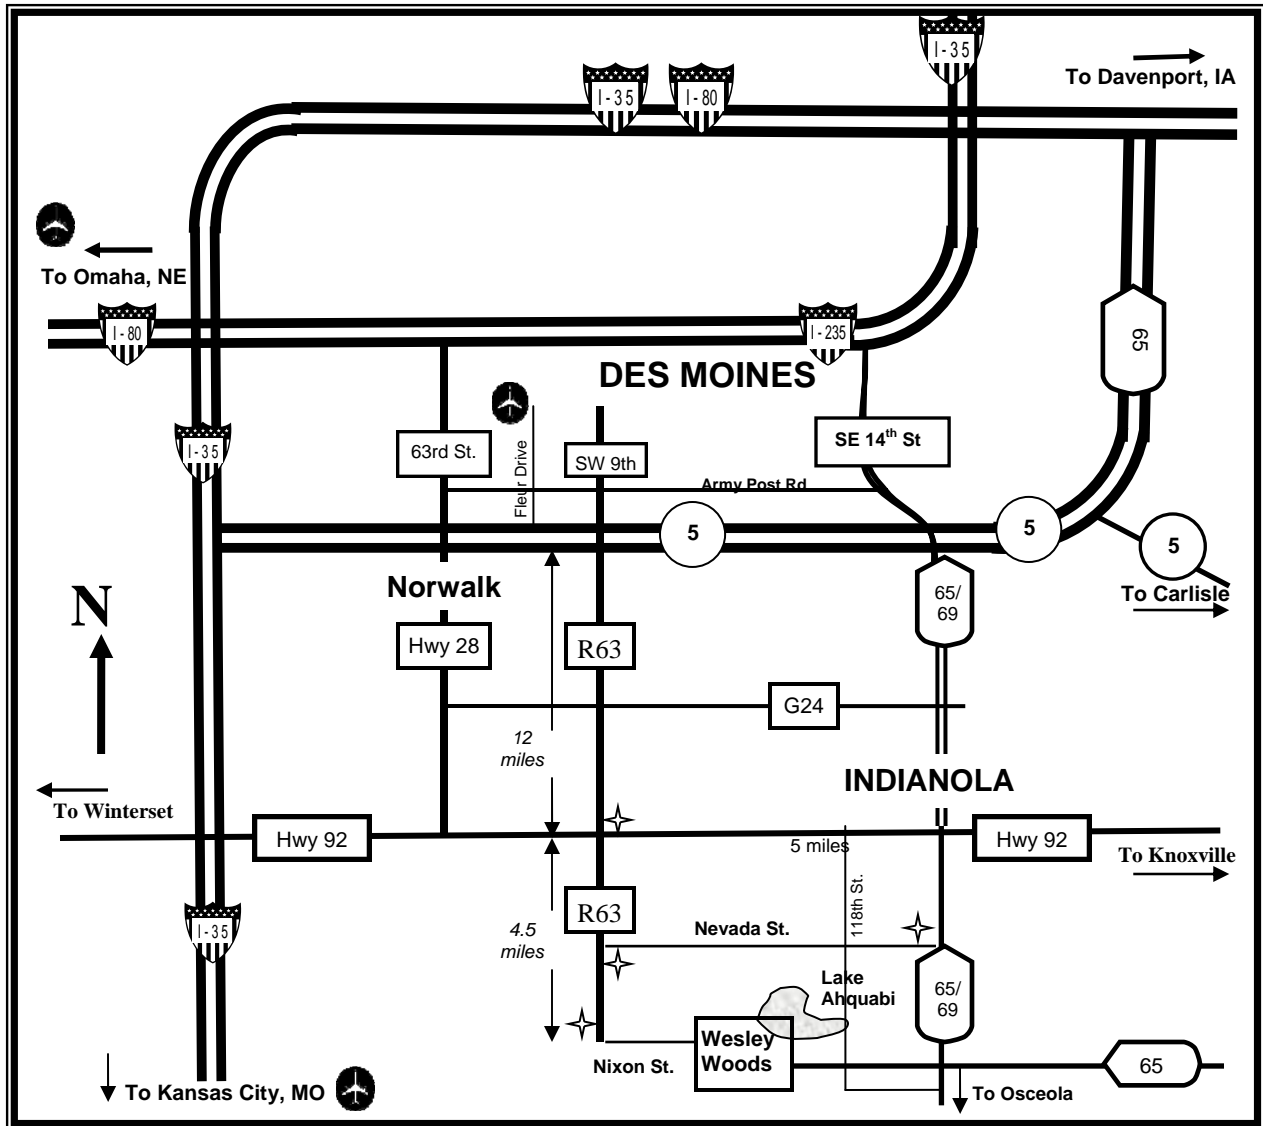 I-35
To Davenport, IA
I-35
I-80
To Omaha, NE
I-80
I-235
65
DES MOINES
I-35
63rd St.
Fleur Drive
SW 9th
SE 14th St
Army Post Rd
5
5
5
To Carlisle
N
Norwalk
65/
69
Hwy 28
R63
G24
12
miles
INDIANOLA
To Winterset
Hwy 92
5 miles
Hwy 92
To Knoxville
118th St.
R63
I-35
4.5
miles
Nevada St.
Lake
Ahquabi
65/
69
Wesley
Woods
Nixon St.
65
To Kansas City, MO
To Osceola